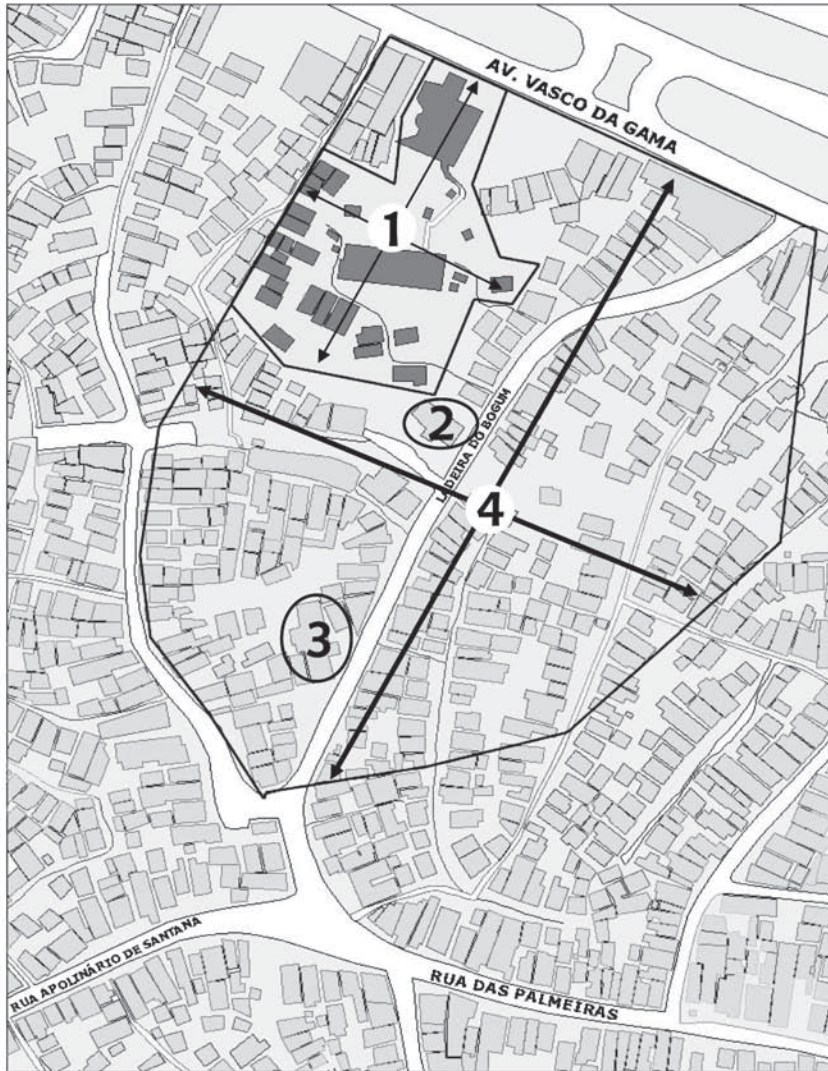 AV. VASCO DA GAMA
1
2
LADEIRA DO BOGUM
4
3
RUA APOLINÁRIO DE SANTANA
RUA DAS PALMEIRAS